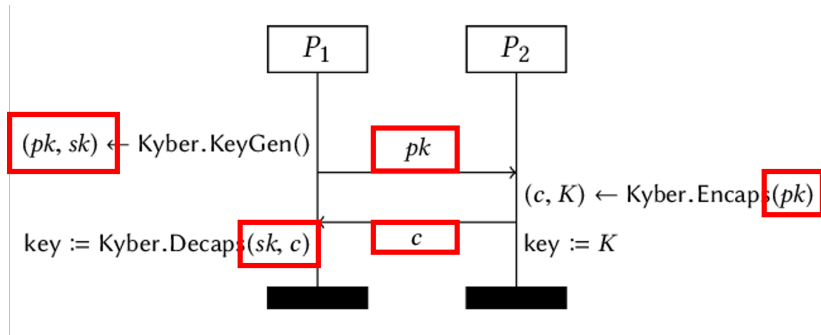 P1 P2
(pk, sk) ← Kyber.KeyGen()
pk
(c, K) ← Kyber.Encaps(pk)
c
key := Kyber.Decaps(sk, c)
key := K